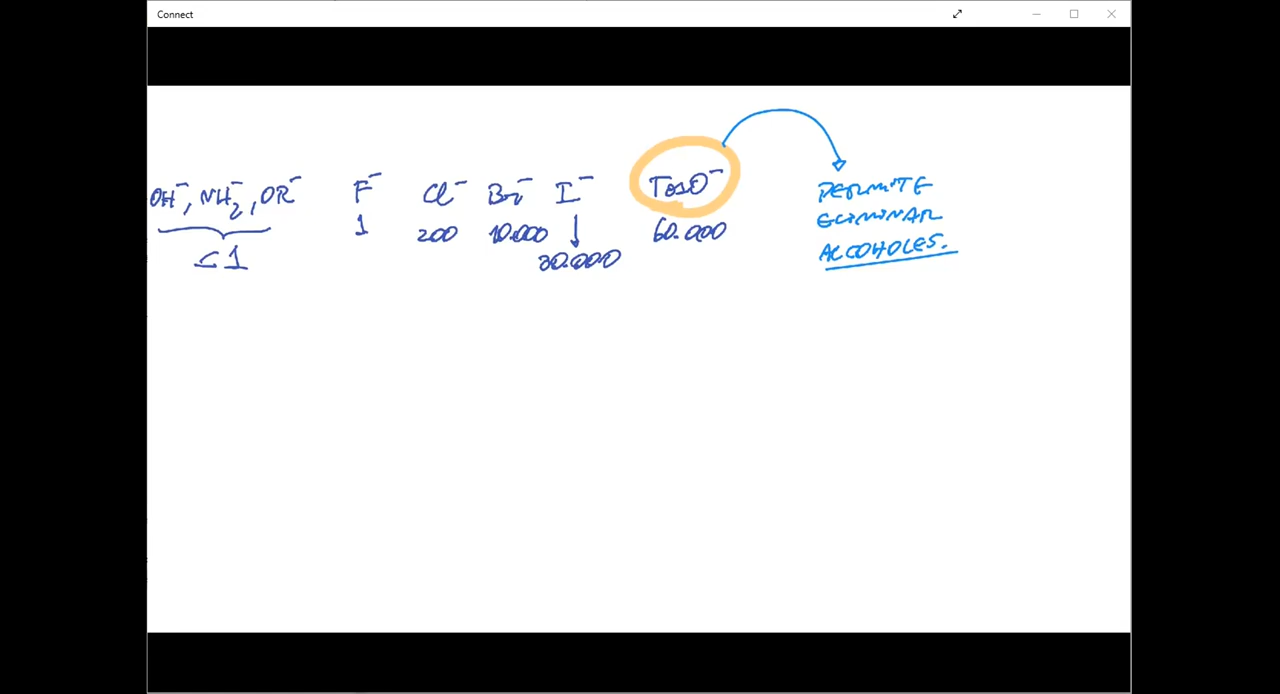 Connect
OH⁻, NH₂⁻, OR⁻ F⁻ Cl⁻ Br⁻ I⁻ TosO⁻
≤1 1 200 10.000 30.000 60.000
PERMITE
ELIMINAR
ALCOHOLES.